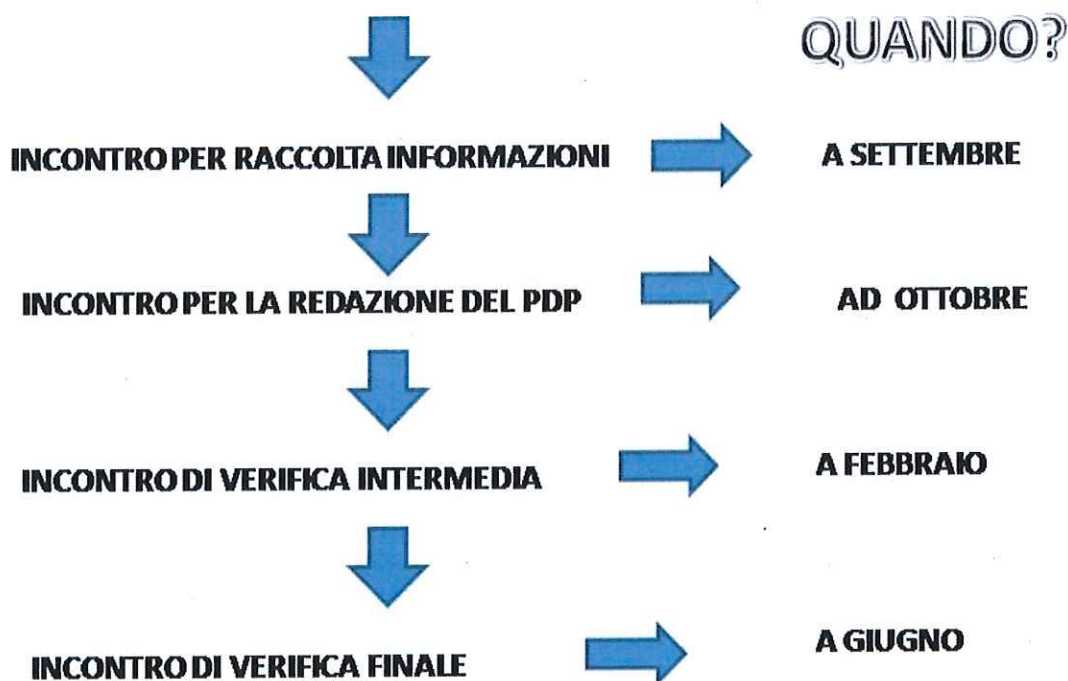 QUANDO?
INCONTRO PER RACCOLTA INFORMAZIONI A SETTEMBRE
INCONTRO PER LA REDAZIONE DEL PDP AD OTTOBRE
INCONTRO DI VERIFICA INTERMEDIA A FEBBRAIO
INCONTRO DI VERIFICA FINALE A GIUGNO